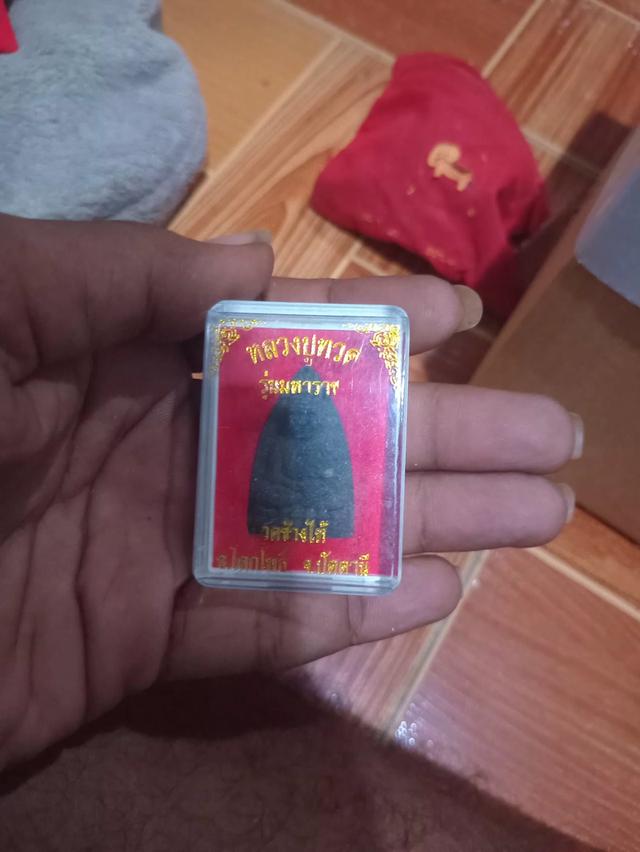 หลวงปู่ทวด
รุ่นมหาราช
วัดช้างให้
อ.โคกโพธิ์ จ.ปัตตานี